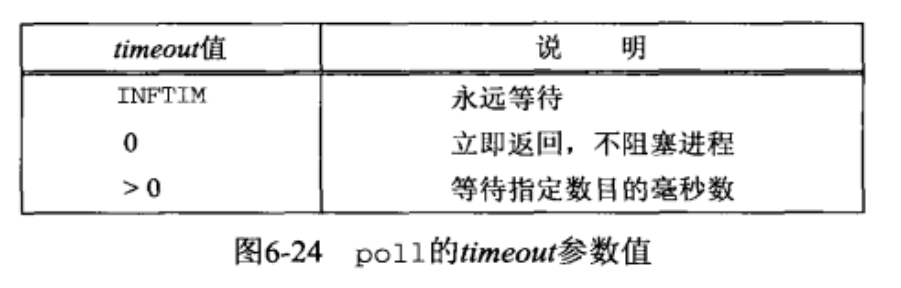 timeout值 说 明
INFTIM 永远等待
0 立即返回，不阻塞进程
> 0 等待指定数目的毫秒数
图6-24 poll的timeout参数值